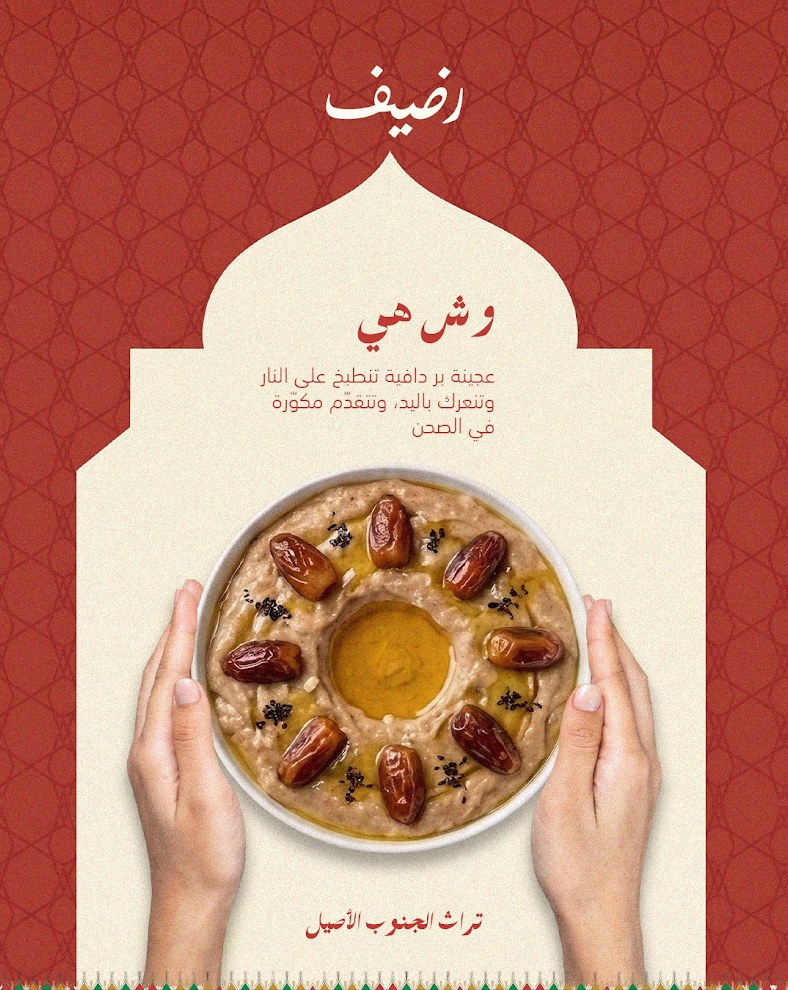 رضيف
وش هي
عجينة بر دافية تنطبخ على النار
وتنعرك باليد، وتتقدّم مكوّرة
في الصحن
تراث الجنوب الأصيل